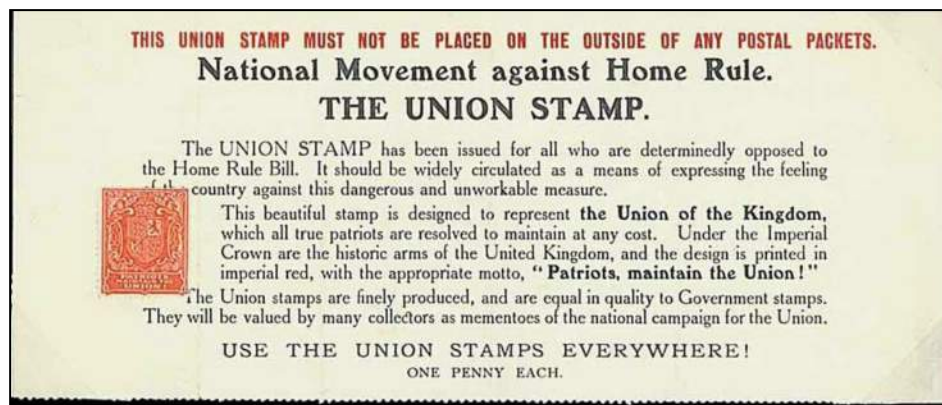 THIS UNION STAMP MUST NOT BE PLACED ON THE OUTSIDE OF ANY POSTAL PACKETS.
National Movement against Home Rule.
THE UNION STAMP.
The UNION STAMP has been issued for all who are determinedly opposed to
the Home Rule Bill. It should be widely circulated as a means of expressing the feeling
of the country against this dangerous and unworkable measure.
This beautiful stamp is designed to represent the Union of the Kingdom,
which all true patriots are resolved to maintain at any cost. Under the Imperial
Crown are the historic arms of the United Kingdom, and the design is printed in
imperial red, with the appropriate motto, "Patriots, maintain the Union!"
PATRIOTS
UNION!
The Union stamps are finely produced, and are equal in quality to Government stamps.
They will be valued by many collectors as mementoes of the national campaign for the Union.
USE THE UNION STAMPS EVERYWHERE!
ONE PENNY EACH.